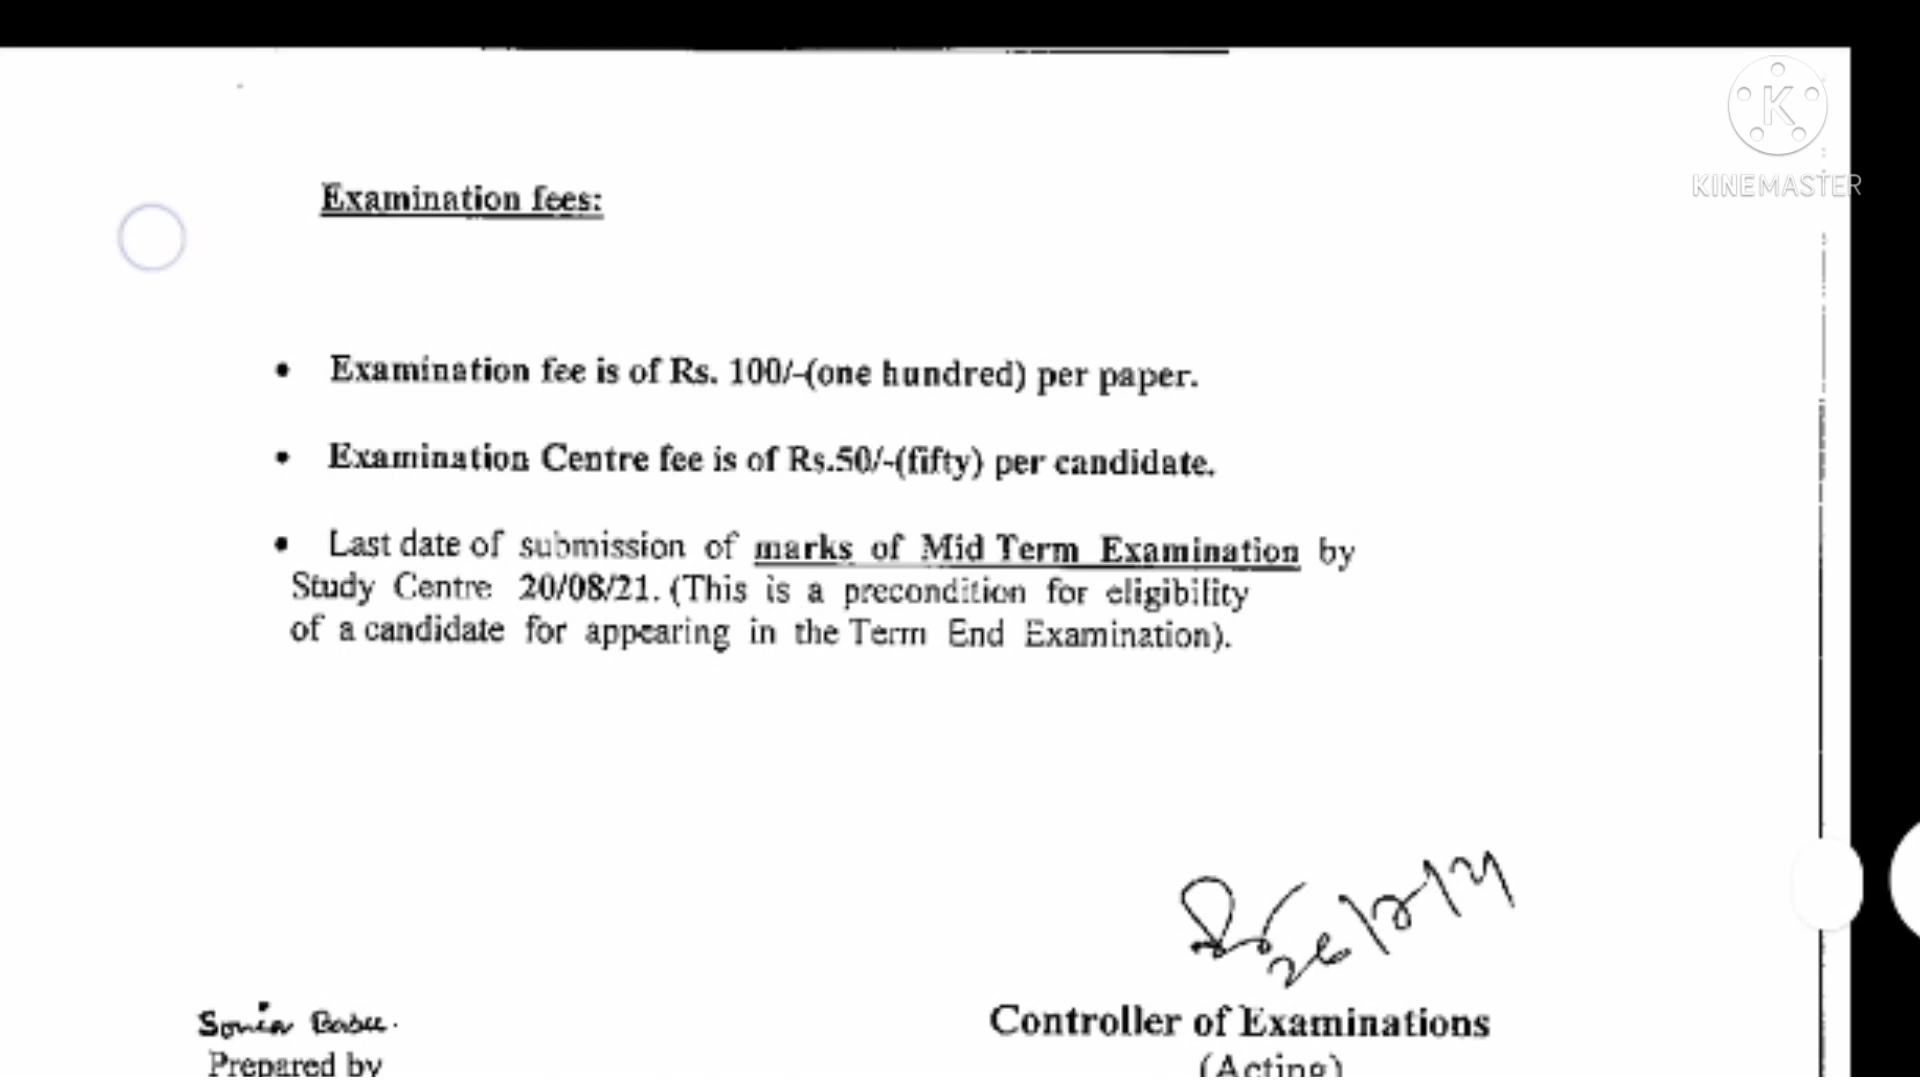 KINEMASTER
Examination fees:
• Examination fee is of Rs. 100/-(one hundred) per paper.
• Examination Centre fee is of Rs.50/-(fifty) per candidate.
• Last date of submission of marks of Mid Term Examination by
Study Centre 20/08/21. (This is a precondition for eligibility
of a candidate for appearing in the Term End Examination).
Sonia Basu.
Prepared by
Controller of Examinations
(Acting)